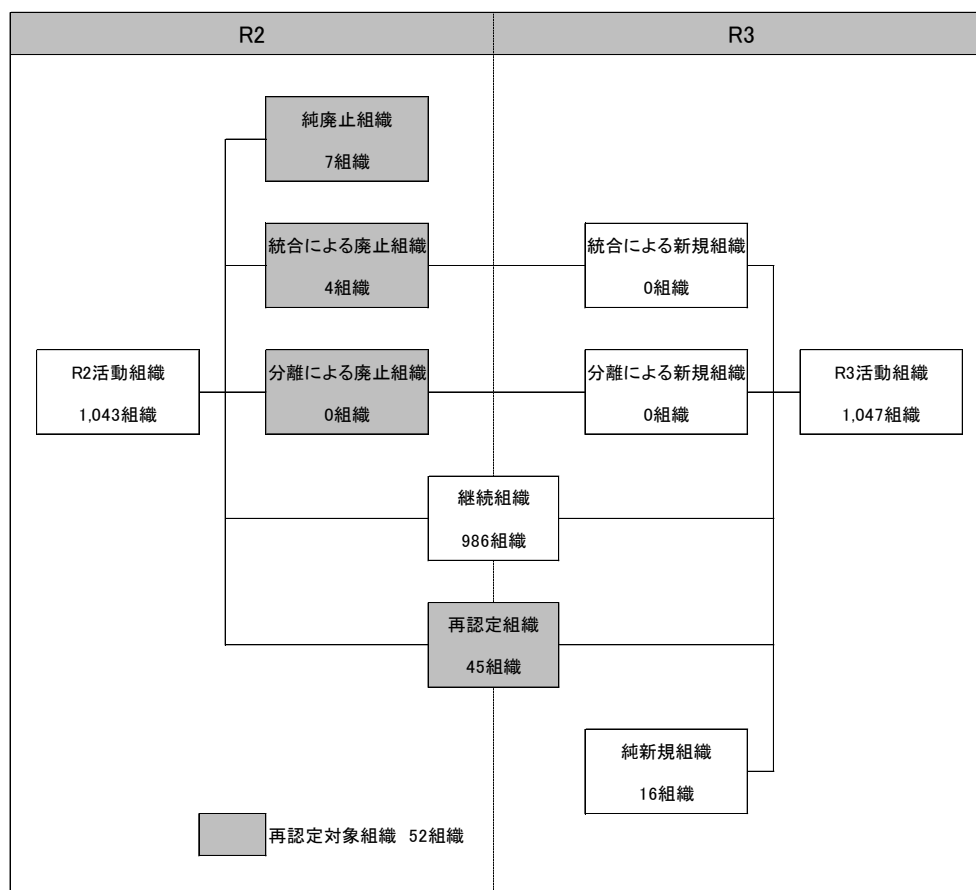 R2
R3
純廃止組織
7組織
統合による廃止組織
4組織
統合による新規組織
0組織
R2活動組織
1,043組織
分離による廃止組織
0組織
分離による新規組織
0組織
R3活動組織
1,047組織
継続組織
986組織
再認定組織
45組織
純新規組織
16組織
再認定対象組織 52組織